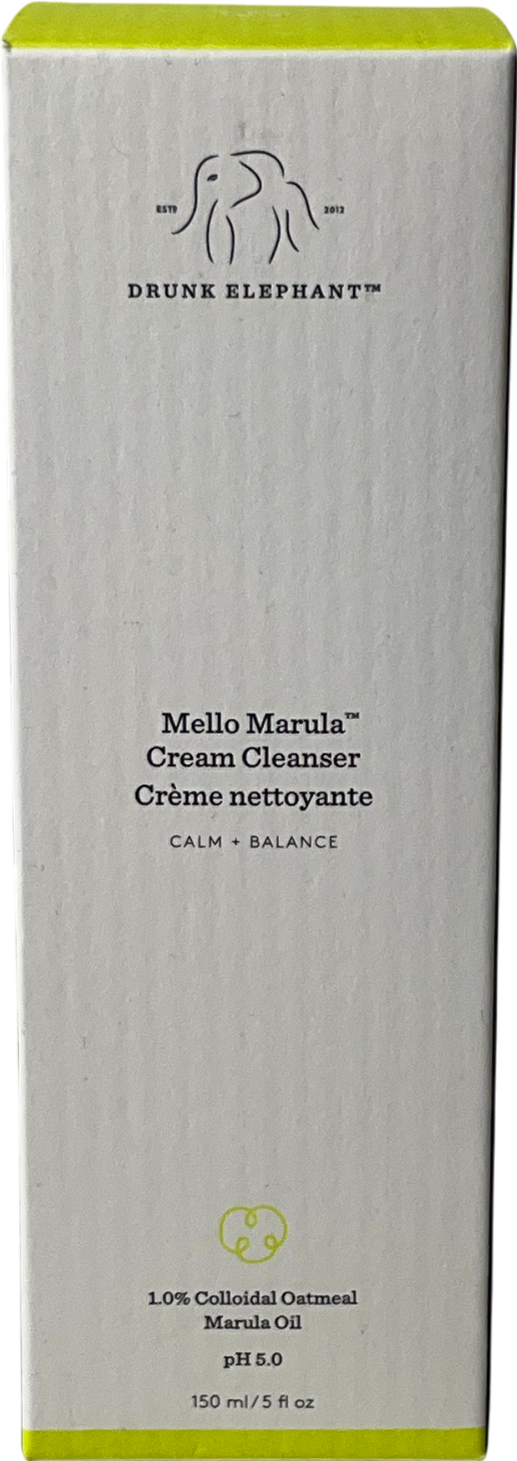 ESTD 2012
DRUNK ELEPHANT™
Mello Marula™
Cream Cleanser
Crème nettoyante
CALM + BALANCE
1.0% Colloidal Oatmeal
Marula Oil
pH 5.0
150 ml/5 fl oz